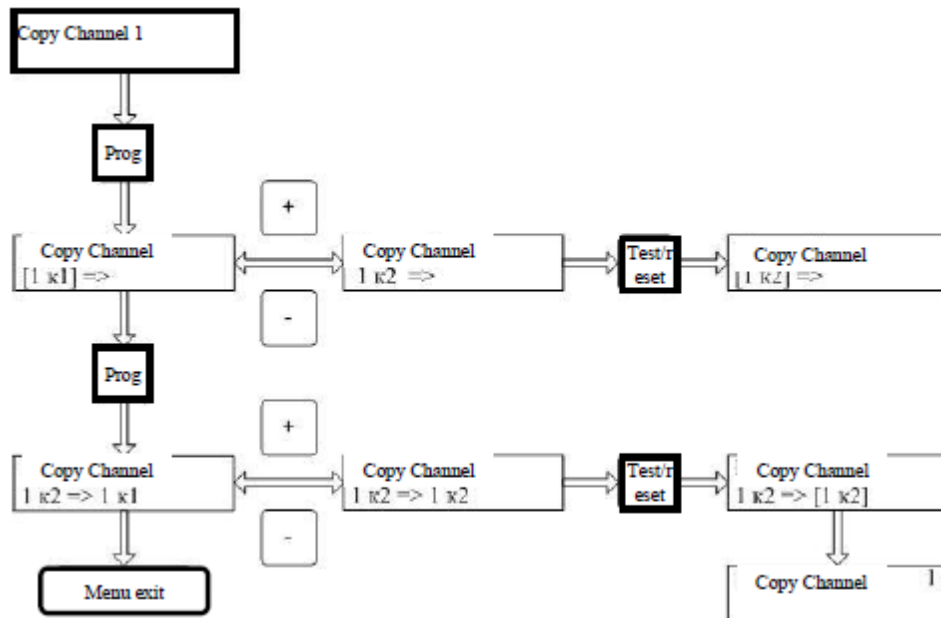 Copy Channel 1
Prog
+
Copy Channel
[1 к1] =>
Copy Channel
1 к2 =>
Test/r
eset
Copy Channel
[1 к2] =>
-
Prog
+
Copy Channel
1 к2 => 1 к1
Copy Channel
1 к2 => 1 к2
Test/r
eset
Copy Channel
1 к2 => [1 к2]
-
Menu exit
Copy Channel 1